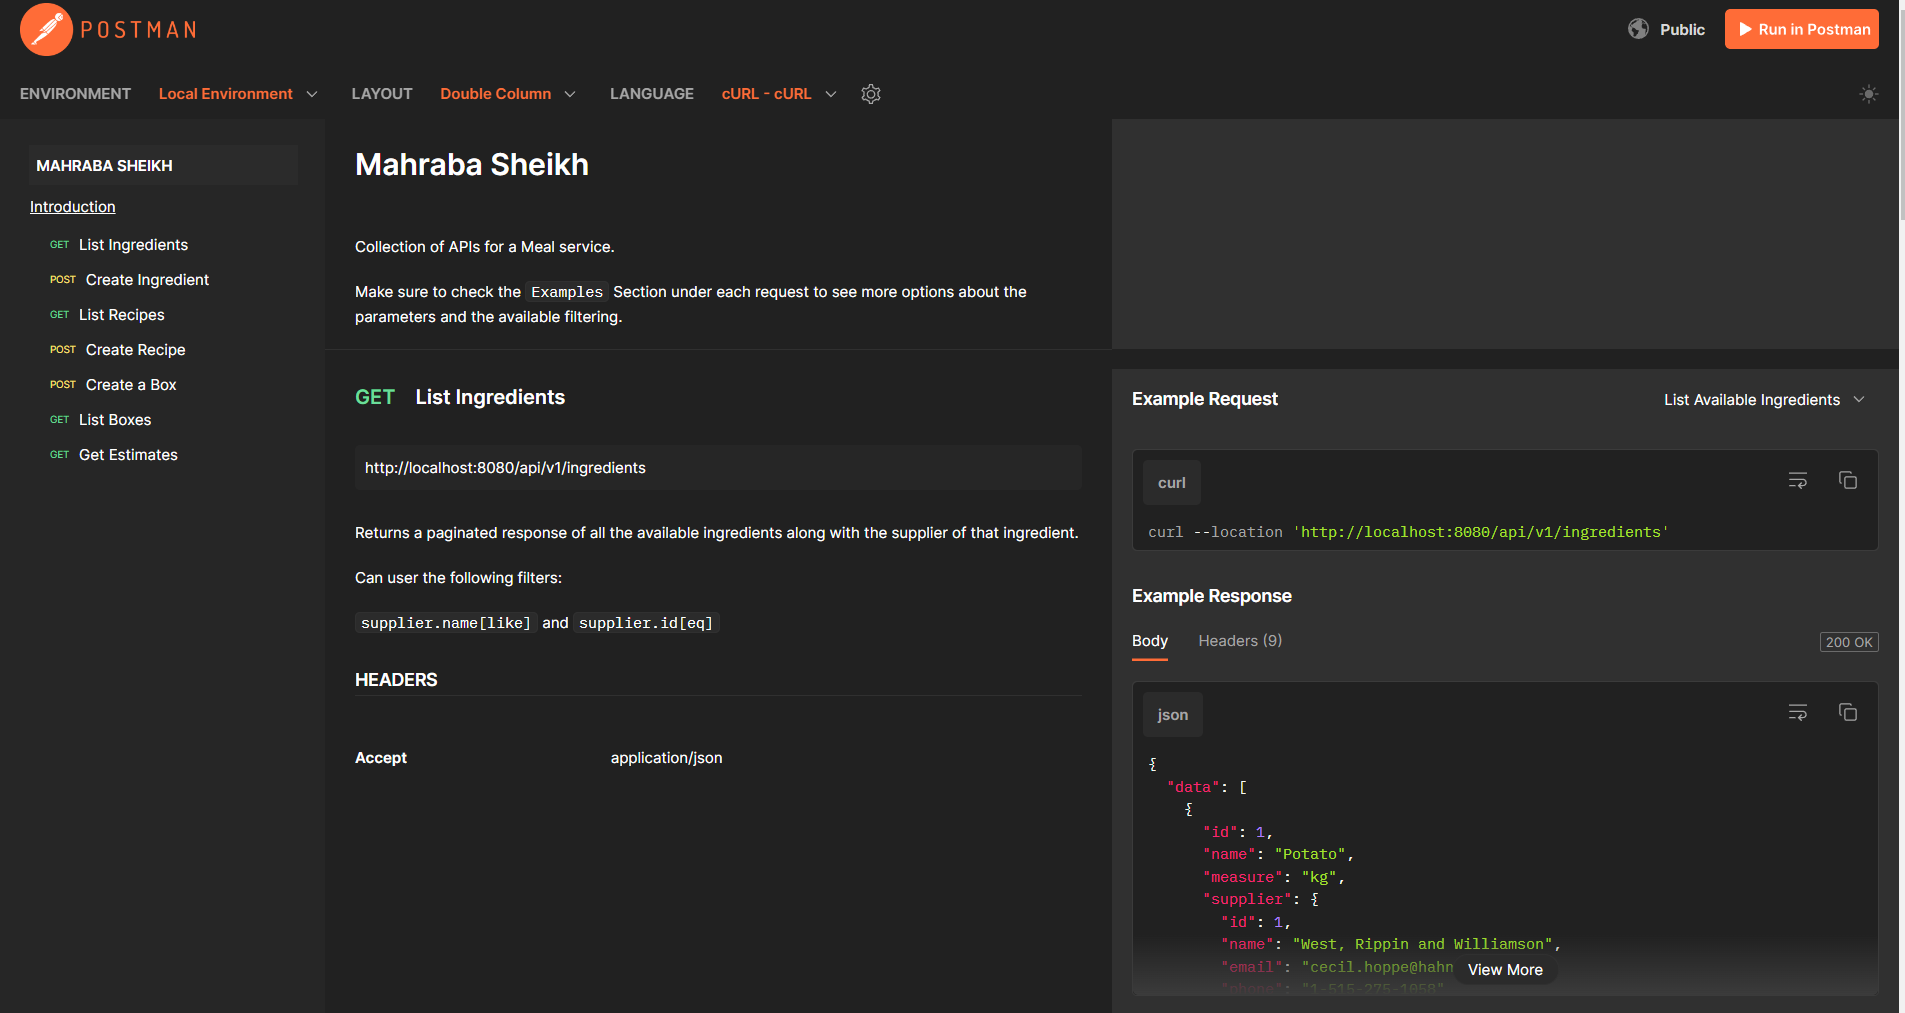 POSTMAN
Public
Run in Postman
ENVIRONMENT Local Environment LAYOUT Double Column LANGUAGE cURL - cURL
MAHRABA SHEIKH
Introduction
GET List Ingredients
POST Create Ingredient
GET List Recipes
POST Create Recipe
POST Create a Box
GET List Boxes
GET Get Estimates
Mahraba Sheikh
Collection of APIs for a Meal service.
Make sure to check the Examples Section under each request to see more options about the
parameters and the available filtering.
GET List Ingredients
http://localhost:8080/api/v1/ingredients
Returns a paginated response of all the available ingredients along with the supplier of that ingredient.
Can user the following filters:
supplier.name[like] and supplier.id[eq]
HEADERS
Accept application/json
Example Request
List Available Ingredients
curl
curl --location 'http://localhost:8080/api/v1/ingredients'
Example Response
Body Headers (9)
200 OK
json
{
"data": [
{
"id": 1,
"name": "Potato",
"measure": "kg",
"supplier": {
"id": 1,
"name": "West, Rippin and Williamson",
"email": "cecil.hoppe@hahn
View More
"phone": "1-515-275-1058"